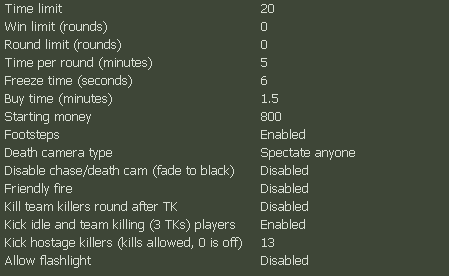 Time limit 20
Win limit (rounds) 0
Round limit (rounds) 0
Time per round (minutes) 5
Freeze time (seconds) 6
Buy time (minutes) 1.5
Starting money 800
Footsteps Enabled
Death camera type Spectate anyone
Disable chase/death cam (fade to black) Disabled
Friendly fire Disabled
Kill team killers round after TK Disabled
Kick idle and team killing (3 TKs) players Enabled
Kick hostage killers (kills allowed, 0 is off) 13
Allow flashlight Disabled